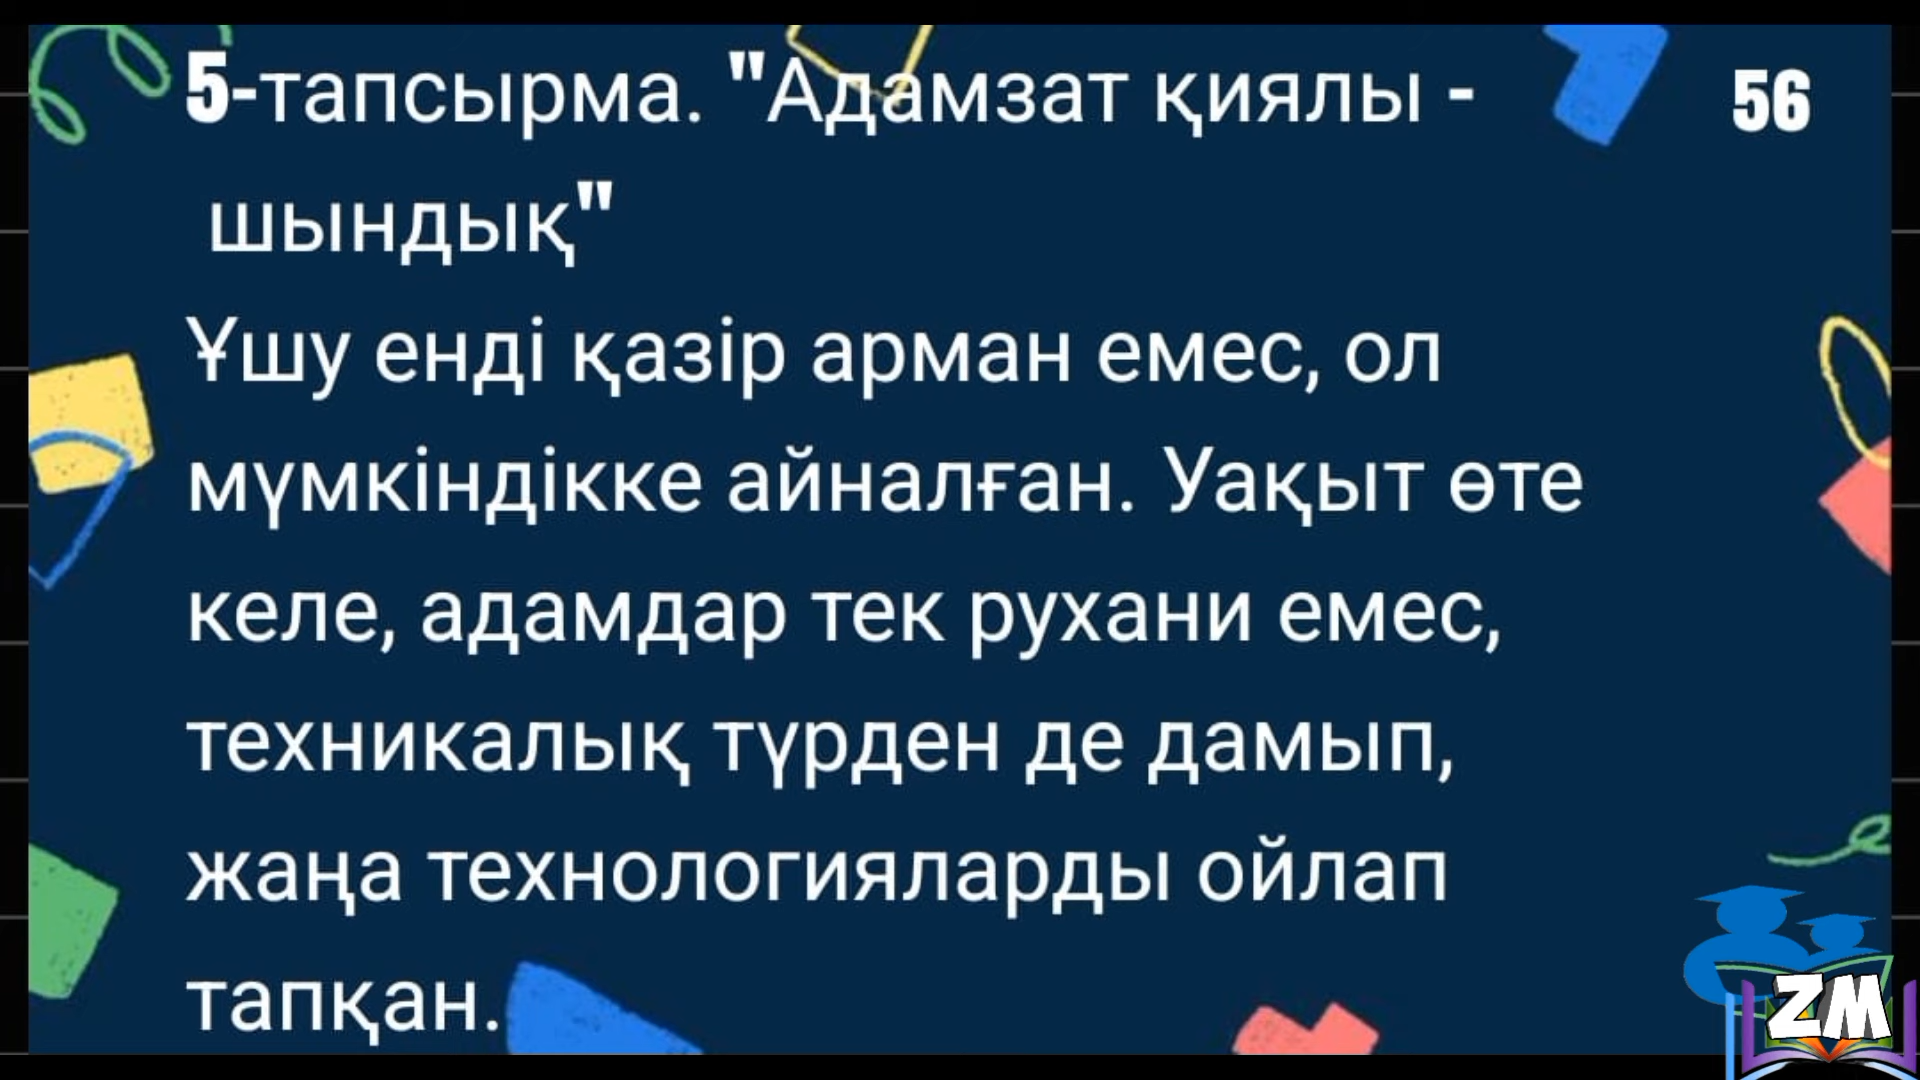 5-тапсырма. "Адамзат қиялы -
56
шындық"
Ұшу енді қазір арман емес, ол
мүмкіндікке айналған. Уақыт өте
келе, адамдар тек рухани емес,
техникалық түрден де дамып,
жаңа технологияларды ойлап
тапқан.
ZM